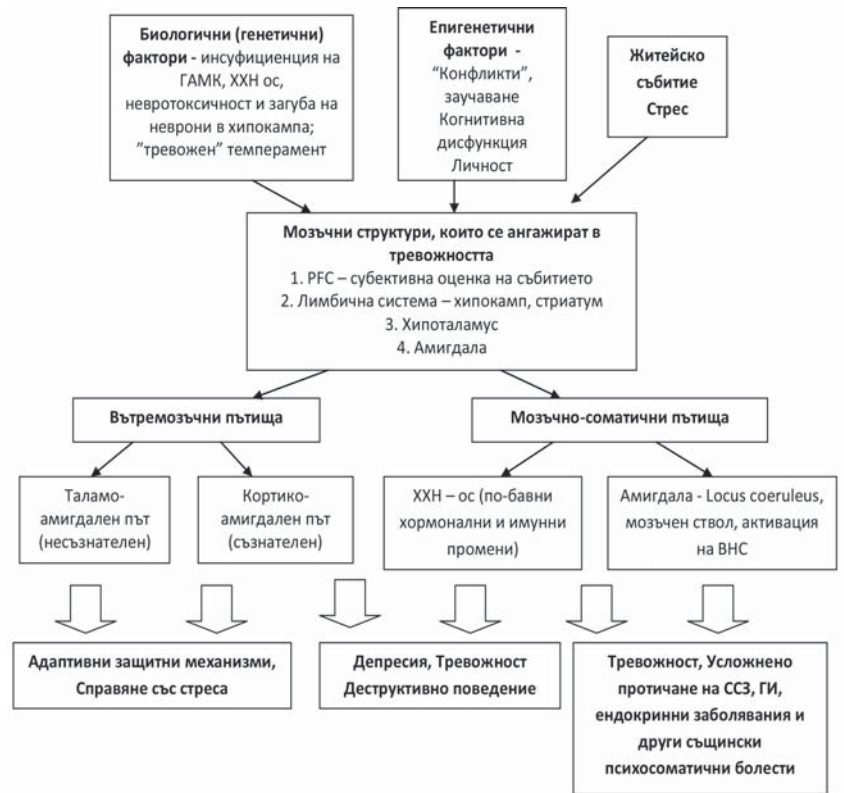 Биологични (генетични)
фактори - инсуфициенция на
ГАМК, ХХН ос,
невротоксичност и загуба на
неврони в хипокампа;
”тревожен” темперамент
Епигенетични
фактори -
“Конфликти”,
заучаване
Когнитивна
дисфункция
Личност
Житейско
събитие
Стрес
Мозъчни структури, които се ангажират в
тревожността
1. PFC – субективна оценка на събитието
2. Лимбична система – хипокамп, стриатум
3. Хипоталамус
4. Амигдала
Вътремозъчни пътища
Мозъчно-соматични пътища
Таламо-
амигдален път
(несъзнателен)
Кортико-
амигдален път
(съзнателен)
ХХН – ос (по-бавни
хормонални и имунни
промени)
Амигдала - Locus coeruleus,
мозъчен ствол, активация
на ВНС
Адаптивни защитни механизми,
Справяне със стреса
Депресия, Тревожност
Деструктивно поведение
Тревожност, Усложнено
протичане на ССЗ, ГИ,
ендокринни заболявания и
други същински
психосоматични болести